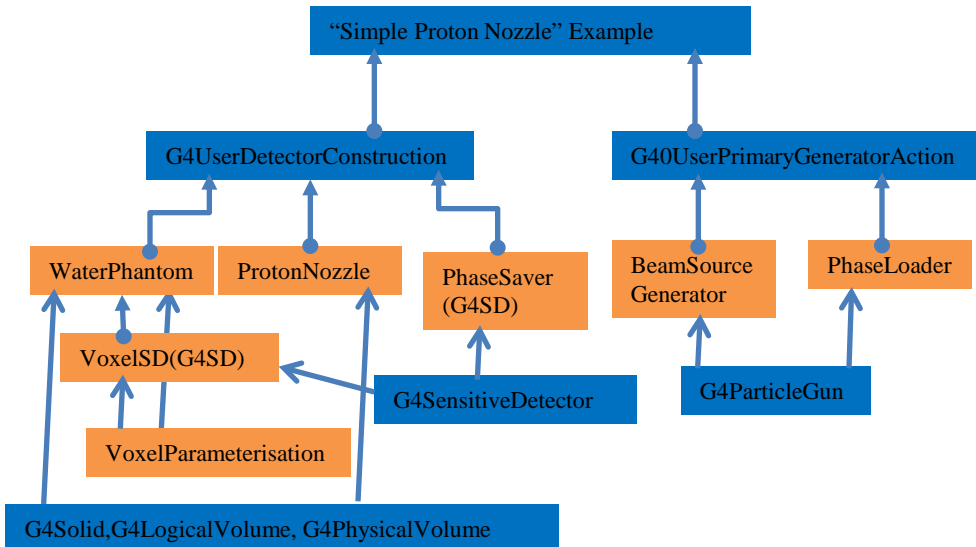 “Simple Proton Nozzle” Example
G4UserDetectorConstruction
G40UserPrimaryGeneratorAction
WaterPhantom
ProtonNozzle
PhaseSaver
(G4SD)
BeamSource
Generator
PhaseLoader
VoxelSD(G4SD)
G4SensitiveDetector
G4ParticleGun
VoxelParameterisation
G4Solid,G4LogicalVolume, G4PhysicalVolume